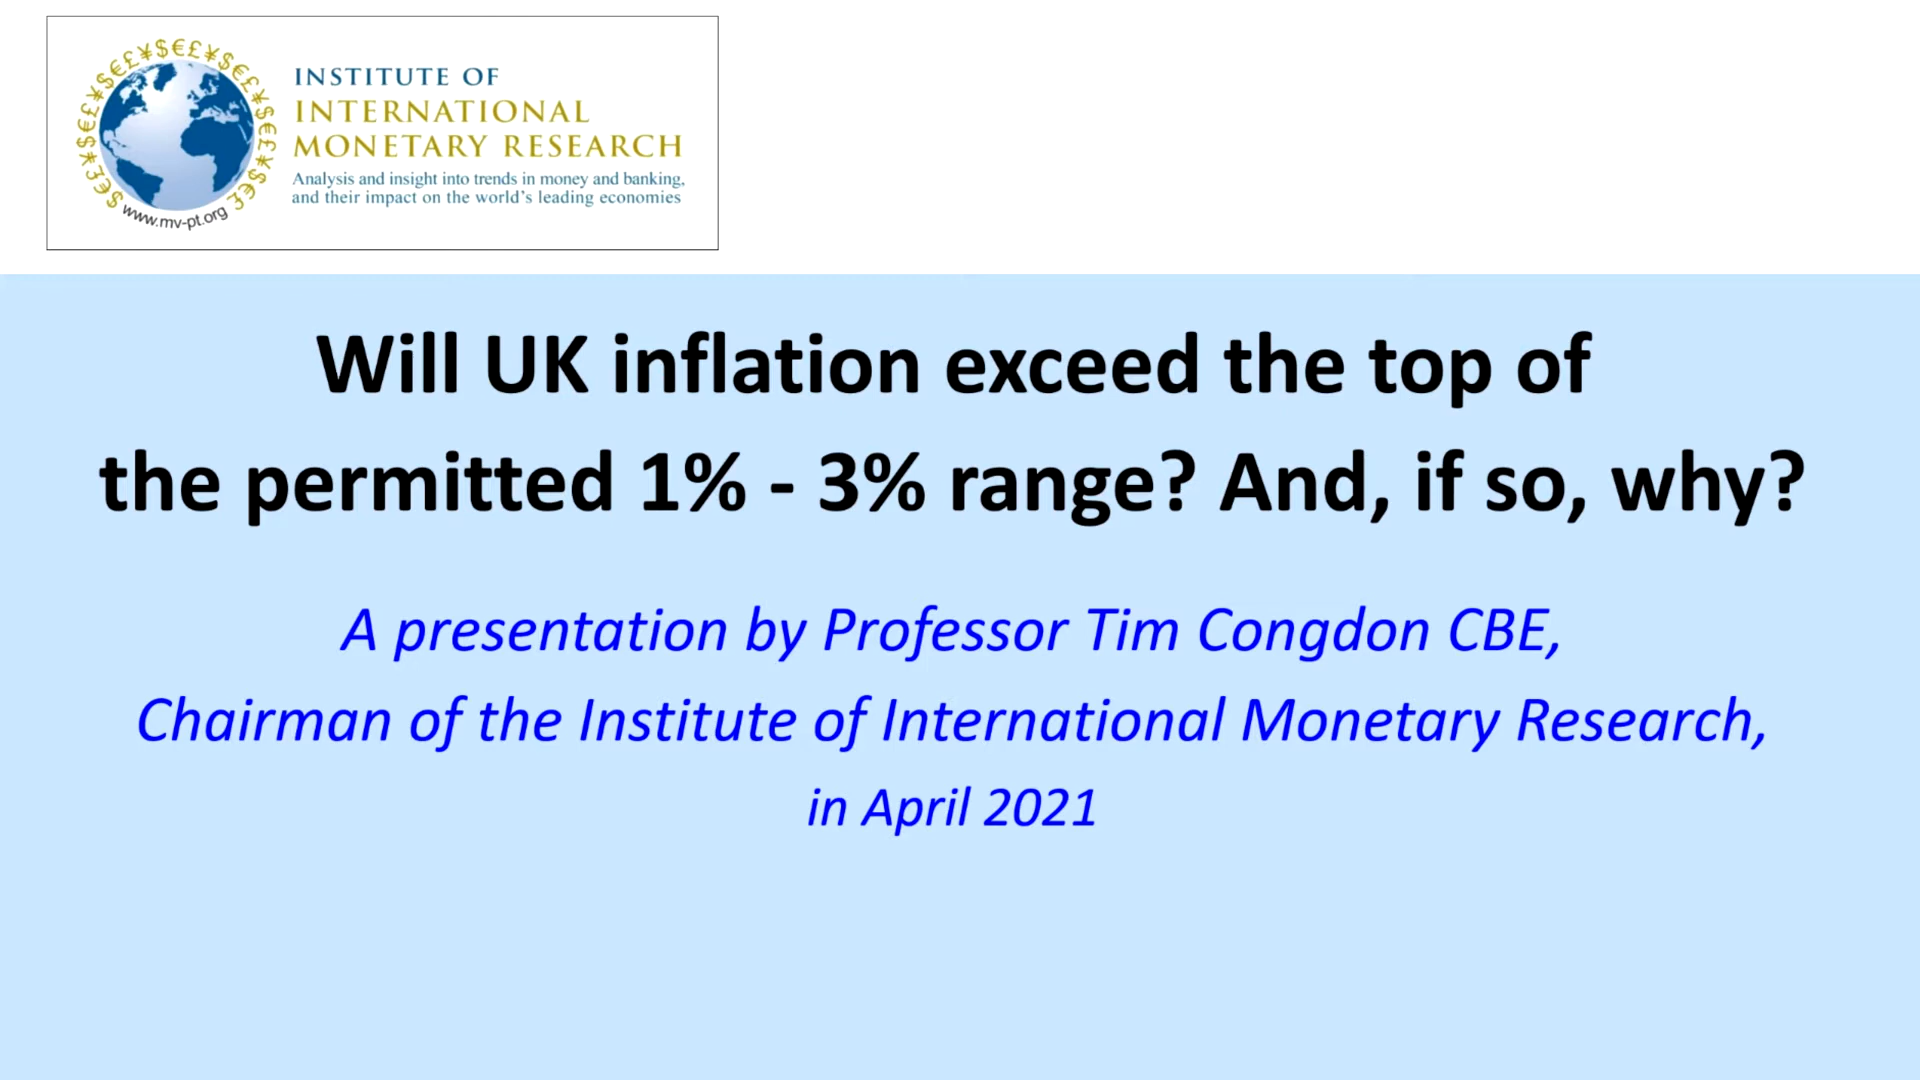 INSTITUTE OF
INTERNATIONAL
MONETARY RESEARCH
Analysis and insight into trends in money and banking,
and their impact on the world's leading economies
www.mv-pt.org
Will UK inflation exceed the top of
the permitted 1% - 3% range? And, if so, why?
A presentation by Professor Tim Congdon CBE,
Chairman of the Institute of International Monetary Research,
in April 2021